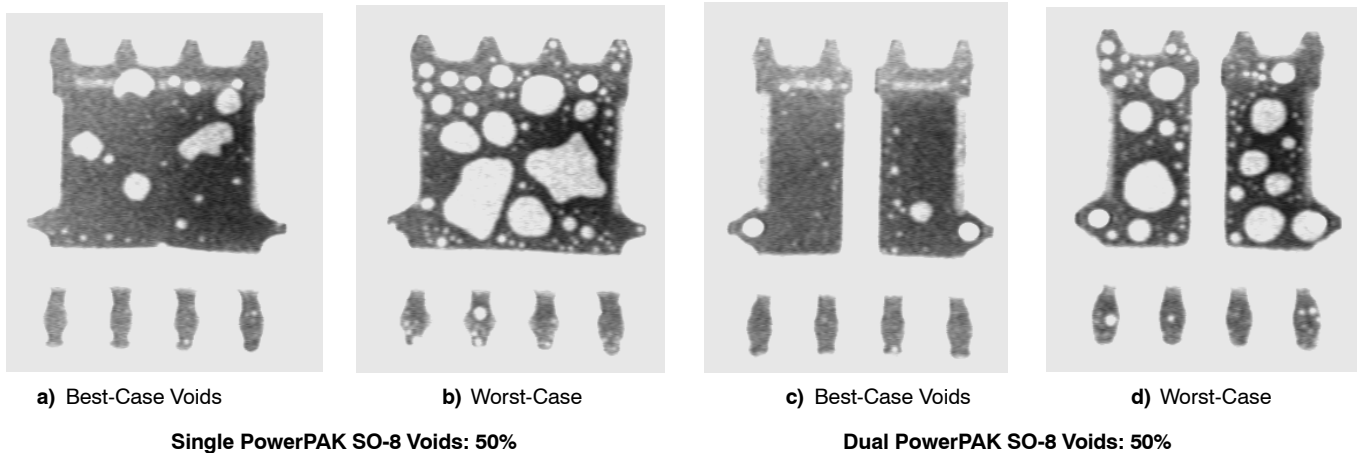 a) Best-Case Voids
b) Worst-Case
c) Best-Case Voids
d) Worst-Case
Single PowerPAK SO-8 Voids: 50%
Dual PowerPAK SO-8 Voids: 50%